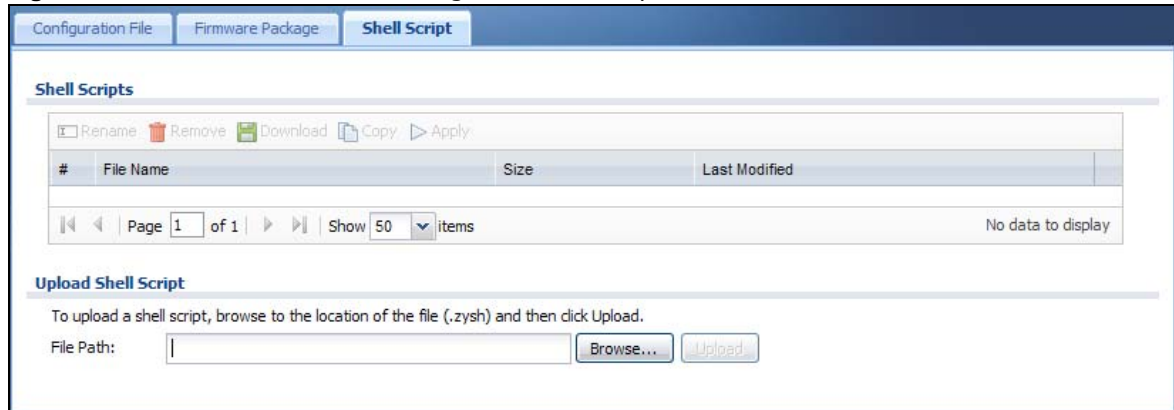 Configuration File Firmware Package Shell Script
Shell Scripts
Rename Remove Download Copy Apply
# File Name Size Last Modified
Page 1 of 1 Show 50 items No data to display
Upload Shell Script
To upload a shell script, browse to the location of the file (.zysh) and then click Upload.
File Path: Browse... Upload